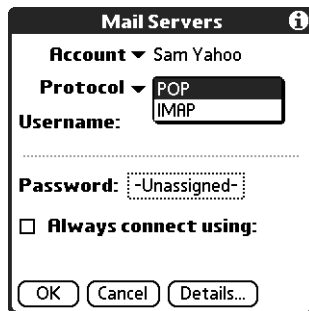 Mail Servers i
Account Sam Yahoo
Protocol POP
IMAP
Username:
Password: -Unassigned-
Always connect using:
OK Cancel Details...